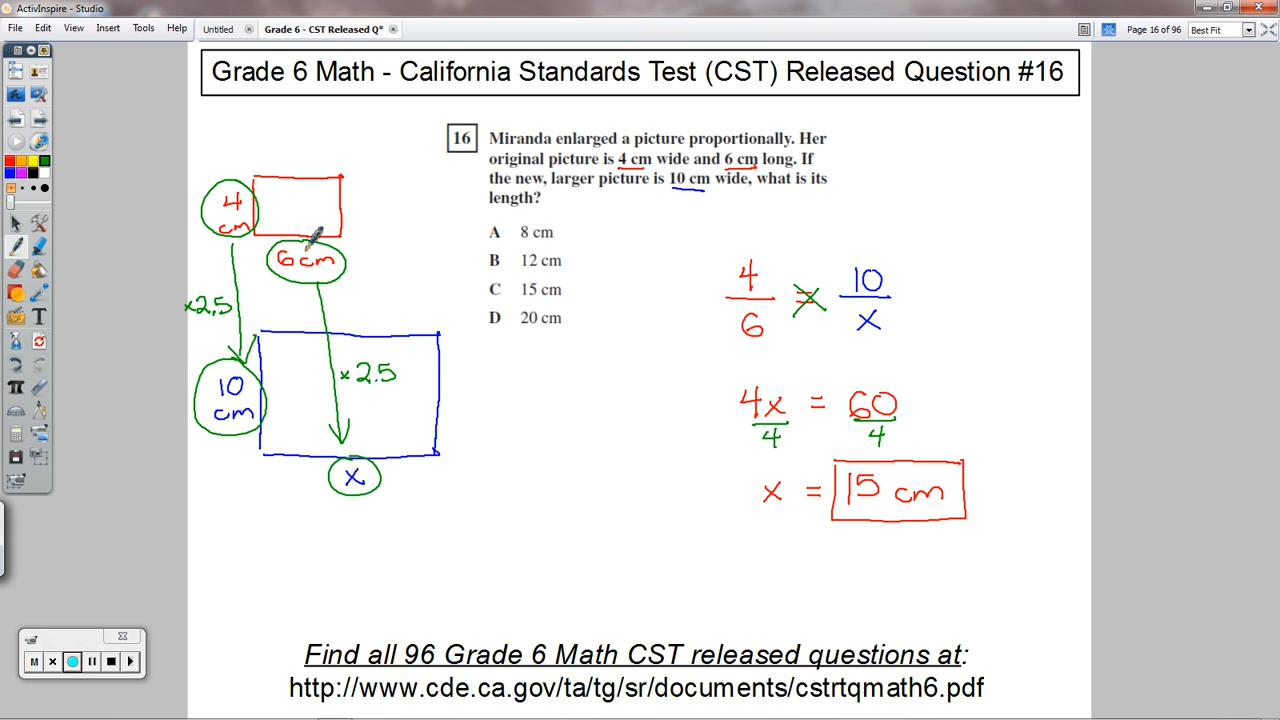 ActivInspire - Studio
File Edit View Insert Tools Help
Untitled
Grade 6 - CST Released Q*
Page 16 of 96
Best Fit
Grade 6 Math - California Standards Test (CST) Released Question #16
16 Miranda enlarged a picture proportionally. Her
original picture is 4 cm wide and 6 cm long. If
the new, larger picture is 10 cm wide, what is its
length?
A 8 cm
B 12 cm
C 15 cm
D 20 cm
4
cm
6 cm
×2.5
×2.5
10
cm
x
4/6 = 10/x
4x = 60
4 4
x = 15 cm
M
Find all 96 Grade 6 Math CST released questions at:
http://www.cde.ca.gov/ta/tg/sr/documents/cstrtqmath6.pdf